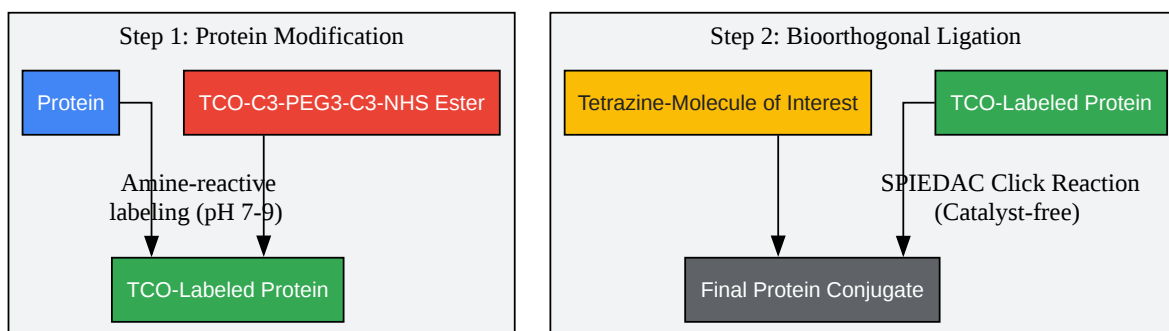 Step 1: Protein Modification
Protein
TCO-C3-PEG3-C3-NHS Ester
Amine-reactive
labeling (pH 7-9)
TCO-Labeled Protein
Step 2: Bioorthogonal Ligation
Tetrazine-Molecule of Interest
TCO-Labeled Protein
SPIEDAC Click Reaction
(Catalyst-free)
Final Protein Conjugate